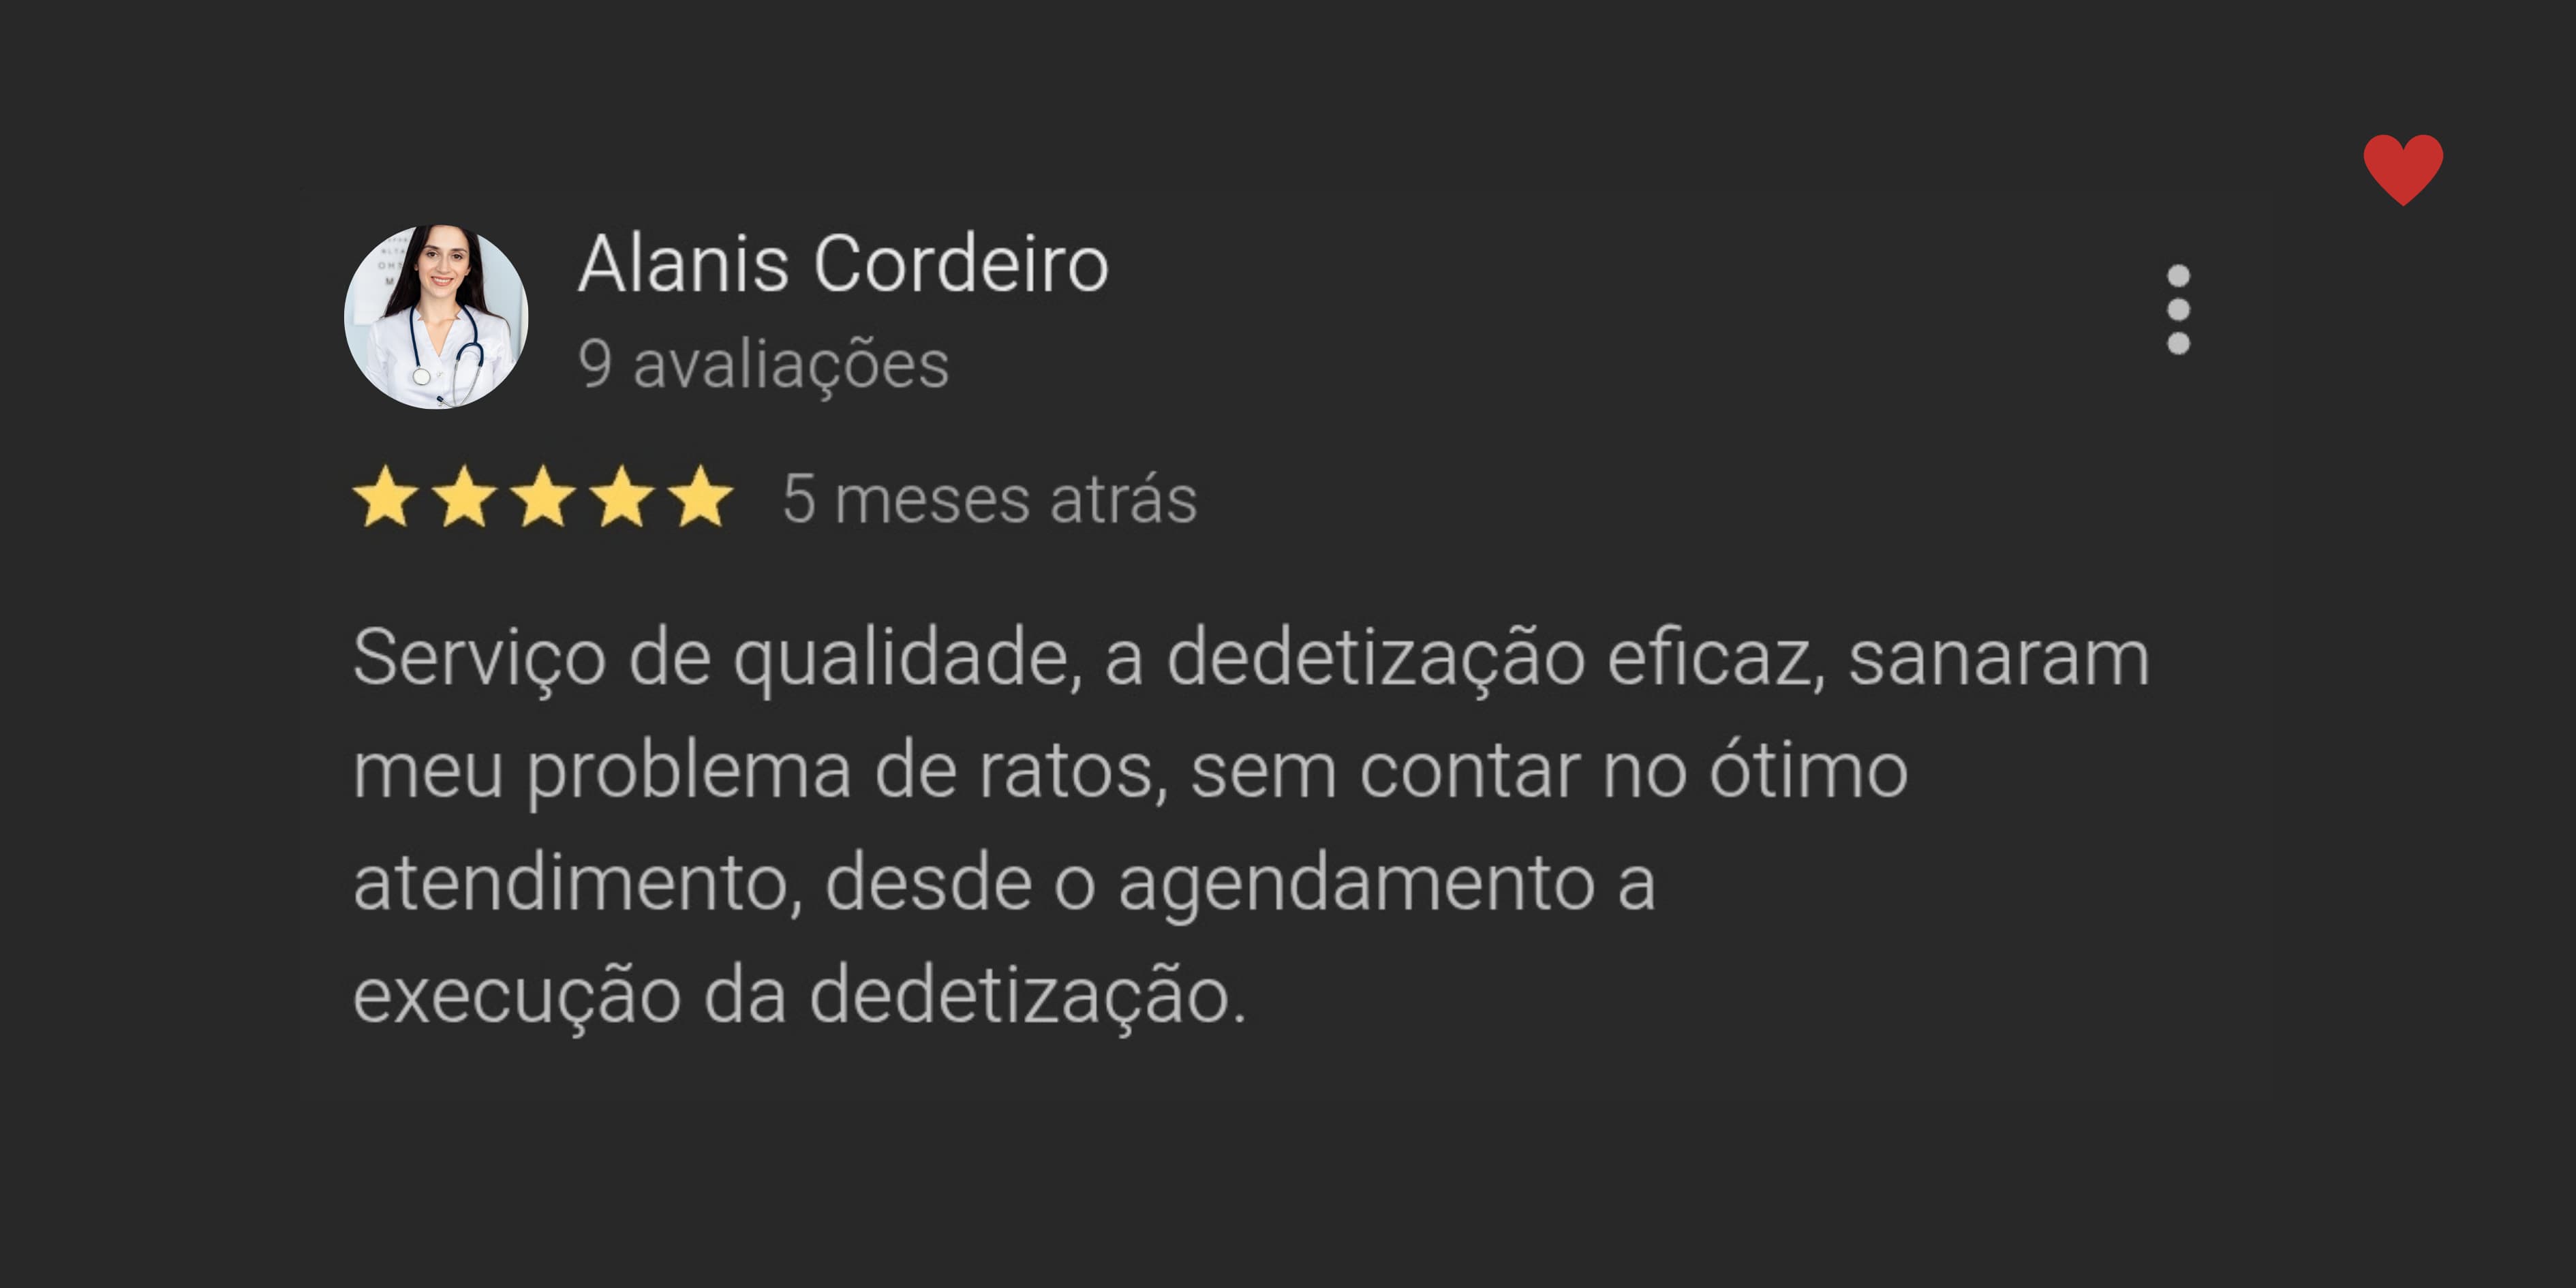 Alanis Cordeiro
9 avaliações
5 meses atrás
Serviço de qualidade, a dedetização eficaz, sanaram
meu problema de ratos, sem contar no ótimo
atendimento, desde o agendamento a
execução da dedetização.